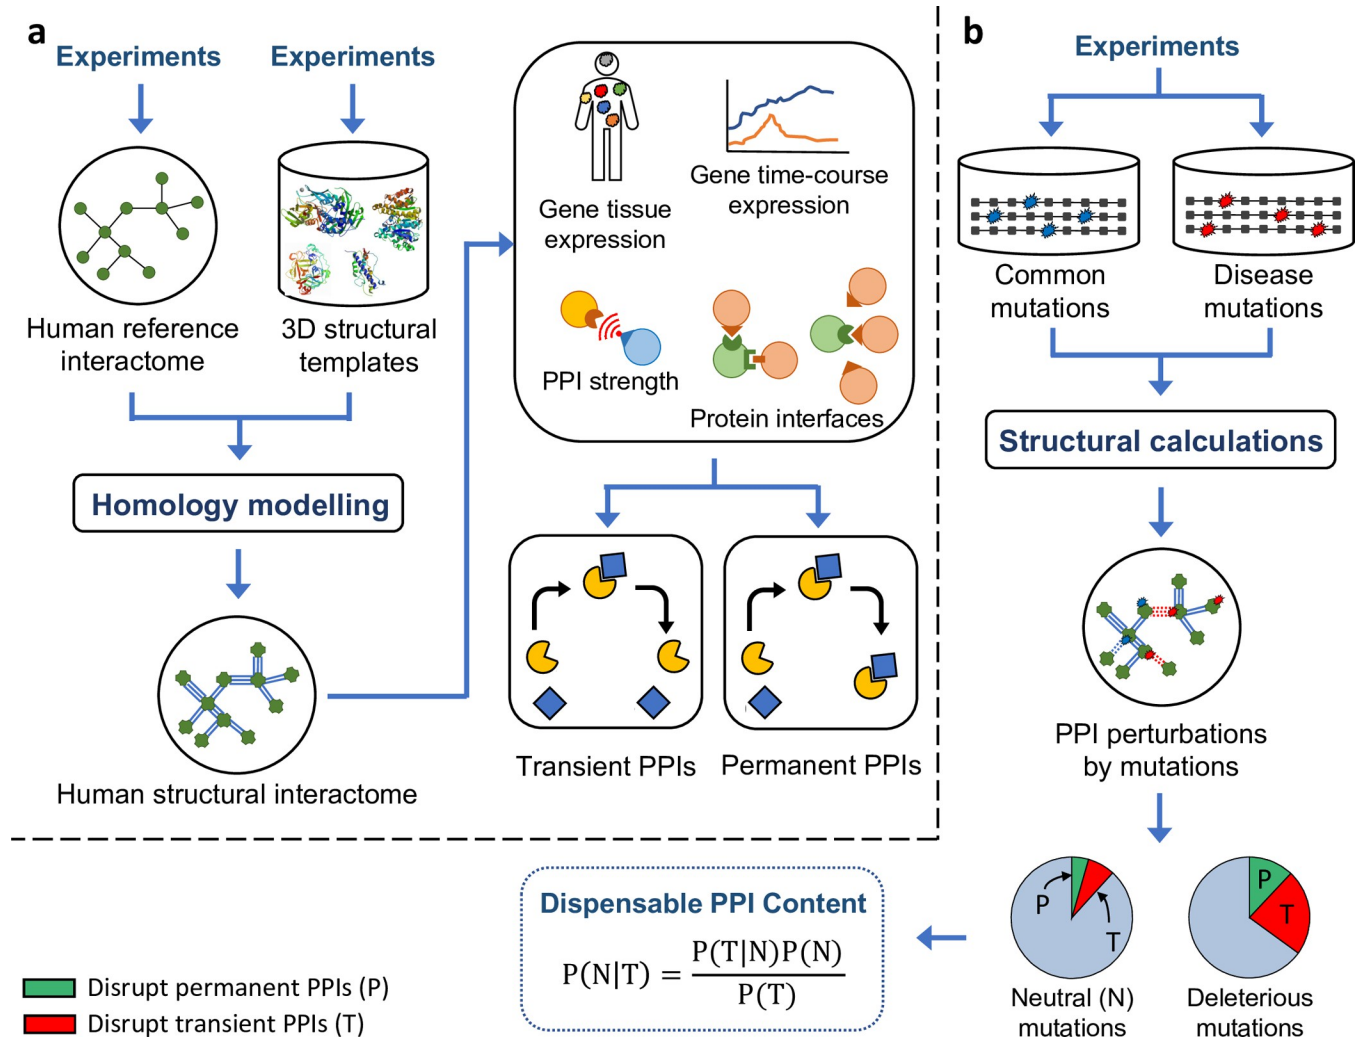 a
Experiments
Experiments
Human reference
interactome
3D structural
templates
Homology modelling
Human structural interactome
Gene tissue
expression
Gene time-course
expression
PPI strength
Protein interfaces
Transient PPIs
Permanent PPIs
b
Experiments
Common
mutations
Disease
mutations
Structural calculations
PPI perturbations
by mutations
P
T
P
T
Neutral (N)
mutations
Deleterious
mutations
Dispensable PPI Content
P(N|T) = P(T|N)P(N)
P(T)
Disrupt permanent PPIs (P)
Disrupt transient PPIs (T)